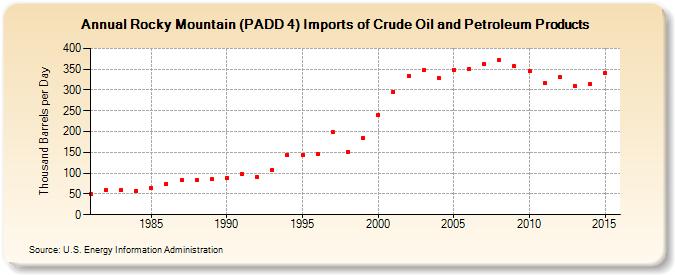 Annual Rocky Mountain (PADD 4) Imports of Crude Oil and Petroleum Products
Thousand Barrels per Day
400
350
300
250
200
150
100
50
0
1985 1990 1995 2000 2005 2010 2015
Source: U.S. Energy Information Administration